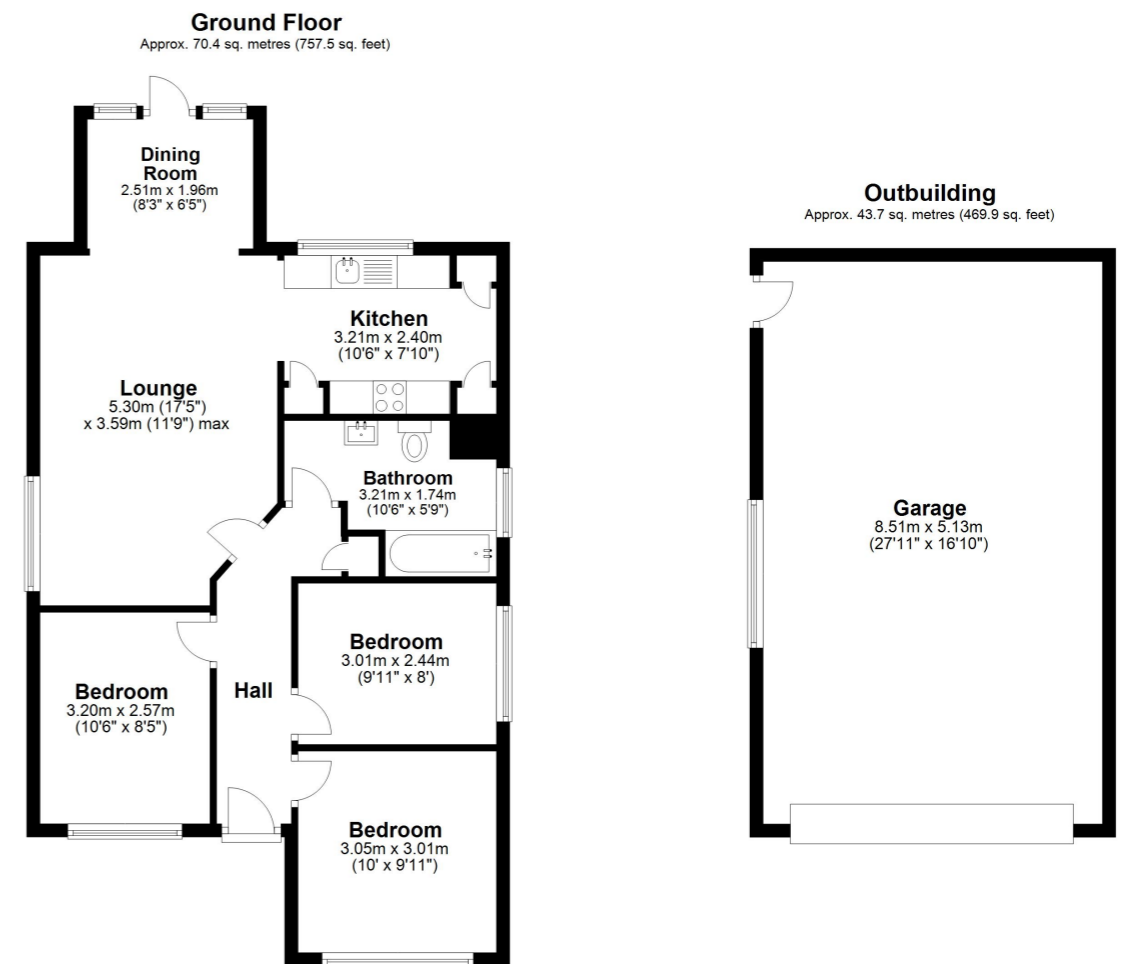 Ground Floor
Approx. 70.4 sq. metres (757.5 sq. feet)
Dining
Room
2.51m x 1.96m
(8'3" x 6'5")
Kitchen
3.21m x 2.40m
(10'6" x 7'10")
Lounge
5.30m (17'5")
x 3.59m (11'9") max
Bathroom
3.21m x 1.74m
(10'6" x 5'9")
Bedroom
3.01m x 2.44m
(9'11" x 8')
Hall
Bedroom
3.20m x 2.57m
(10'6" x 8'5")
Bedroom
3.05m x 3.01m
(10' x 9'11")
Outbuilding
Approx. 43.7 sq. metres (469.9 sq. feet)
Garage
8.51m x 5.13m
(27'11" x 16'10")